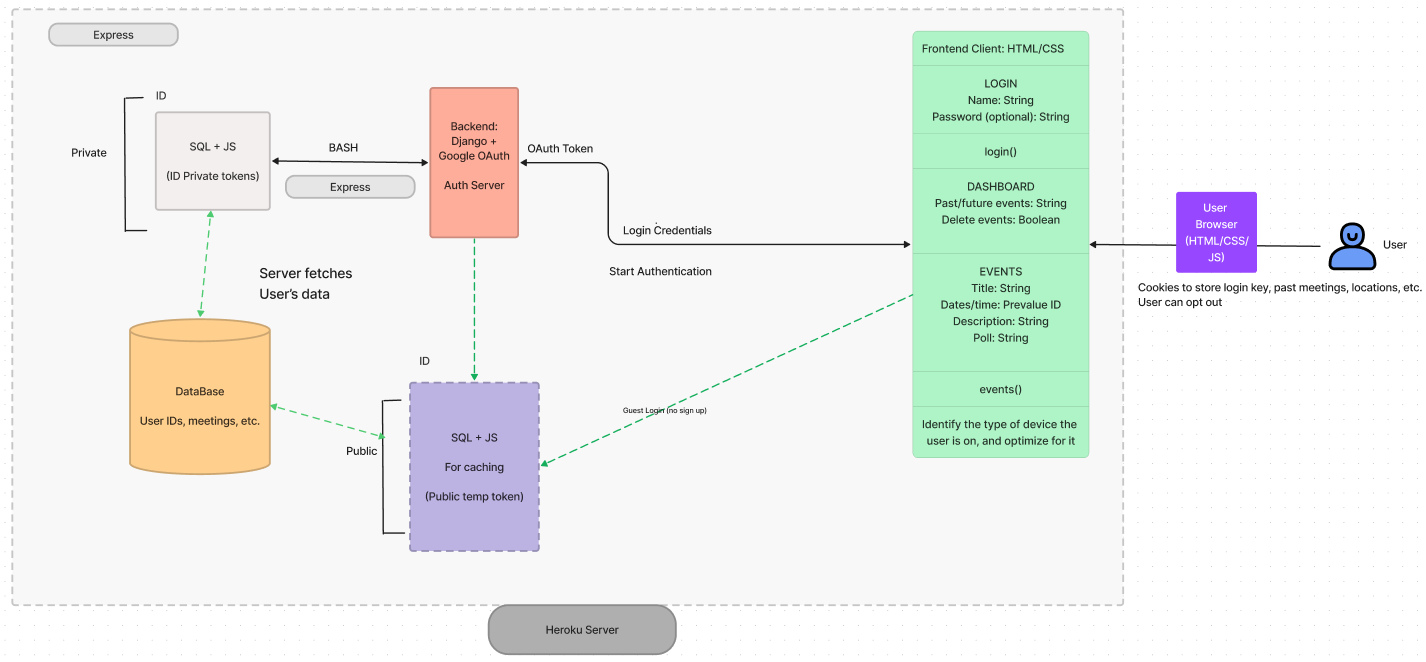 Express
Frontend Client: HTML/CSS
LOGIN
Name: String
Password (optional): String
login()
DASHBOARD
Past/future events: String
Delete events: Boolean
EVENTS
Title: String
Dates/time: Prevalue ID
Description: String
Poll: String
events()
Identify the type of device the
user is on, and optimize for it
ID
Private
SQL + JS
(ID Private tokens)
BASH
Express
Backend:
Django +
Google OAuth
Auth Server
OAuth Token
Login Credentials
Start Authentication
User
Browser
(HTML/CSS/
JS)
User
Cookies to store login key, past meetings, locations, etc.
User can opt out
Server fetches
User's data
DataBase
User IDs, meetings, etc.
ID
Public
SQL + JS
For caching
(Public temp token)
Guest Login (no sign up)
Heroku Server